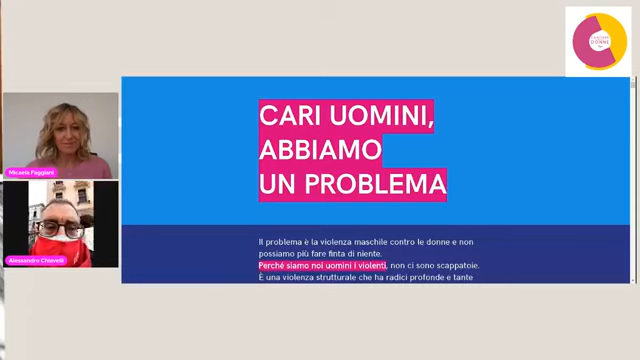 DONNE
CARI UOMINI,
ABBIAMO
UN PROBLEMA
Micaela Faggiani
Alessandro Chiavelli
Il problema è la violenza maschile contro le donne e non
possiamo più fare finta di niente.
Perché siamo noi uomini i violenti, non ci sono scappatoie.
È una violenza strutturale che ha radici profonde e tante